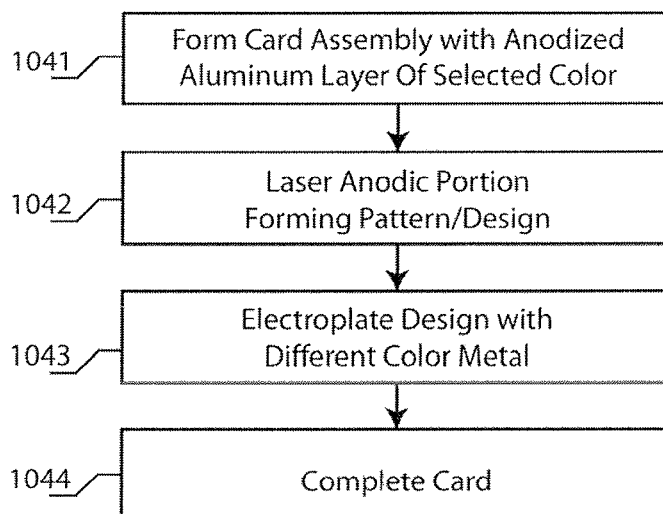 1041
Form Card Assembly with Anodized
Aluminum Layer Of Selected Color
1042
Laser Anodic Portion
Forming Pattern/Design
1043
Electroplate Design with
Different Color Metal
1044
Complete Card